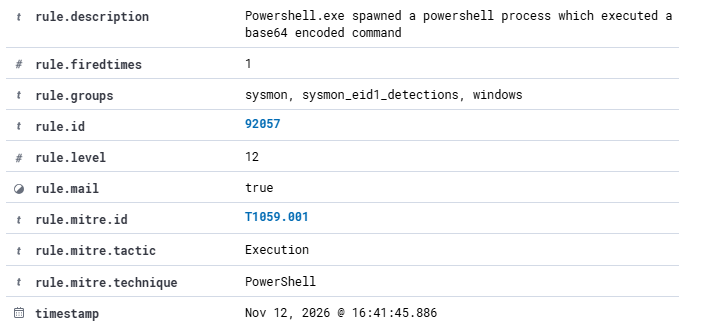 t rule.description Powershell.exe spawned a powershell process which executed a
base64 encoded command
# rule.firedtimes 1
t rule.groups sysmon, sysmon_eid1_detections, windows
t rule.id 92057
# rule.level 12
rule.mail true
t rule.mitre.id T1059.001
t rule.mitre.tactic Execution
t rule.mitre.technique PowerShell
timestamp Nov 12, 2026 @ 16:41:45.886